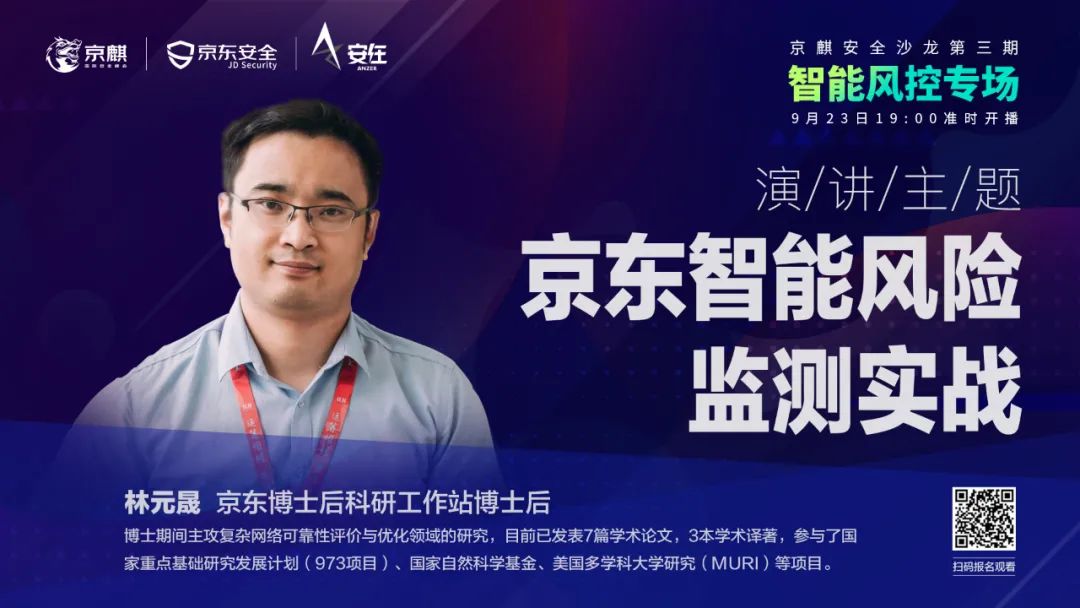 京麒
京东安全
JD Security
安在
ANZER
京麒安全沙龙第三期
智能风控专场
9月23日19:00准时开播
演/讲/主/题
京东智能风险
监测实战
林元晟 京东博士后科研工作站博士后
博士期间主攻复杂网络可靠性评价与优化领域的研究，目前已发表7篇学术论文，3本学术译著，参与了国
家重点基础研究发展计划（973项目）、国家自然科学基金、美国多学科大学研究（MURI）等项目。
扫码报名观看